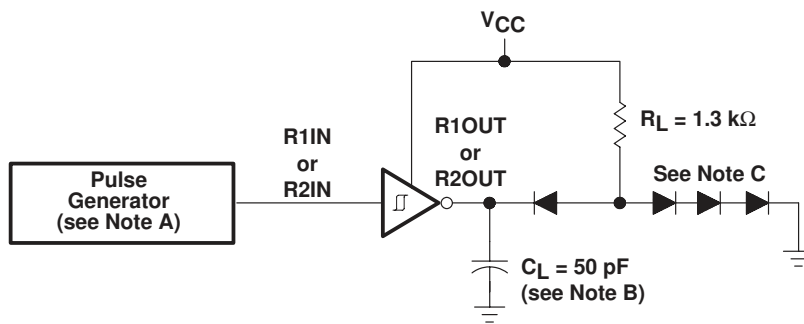 VCC
R1IN
or
R2IN
R1OUT
or
R2OUT
RL = 1.3 kΩ
Pulse
Generator
(see Note A)
See Note C
CL = 50 pF
(see Note B)